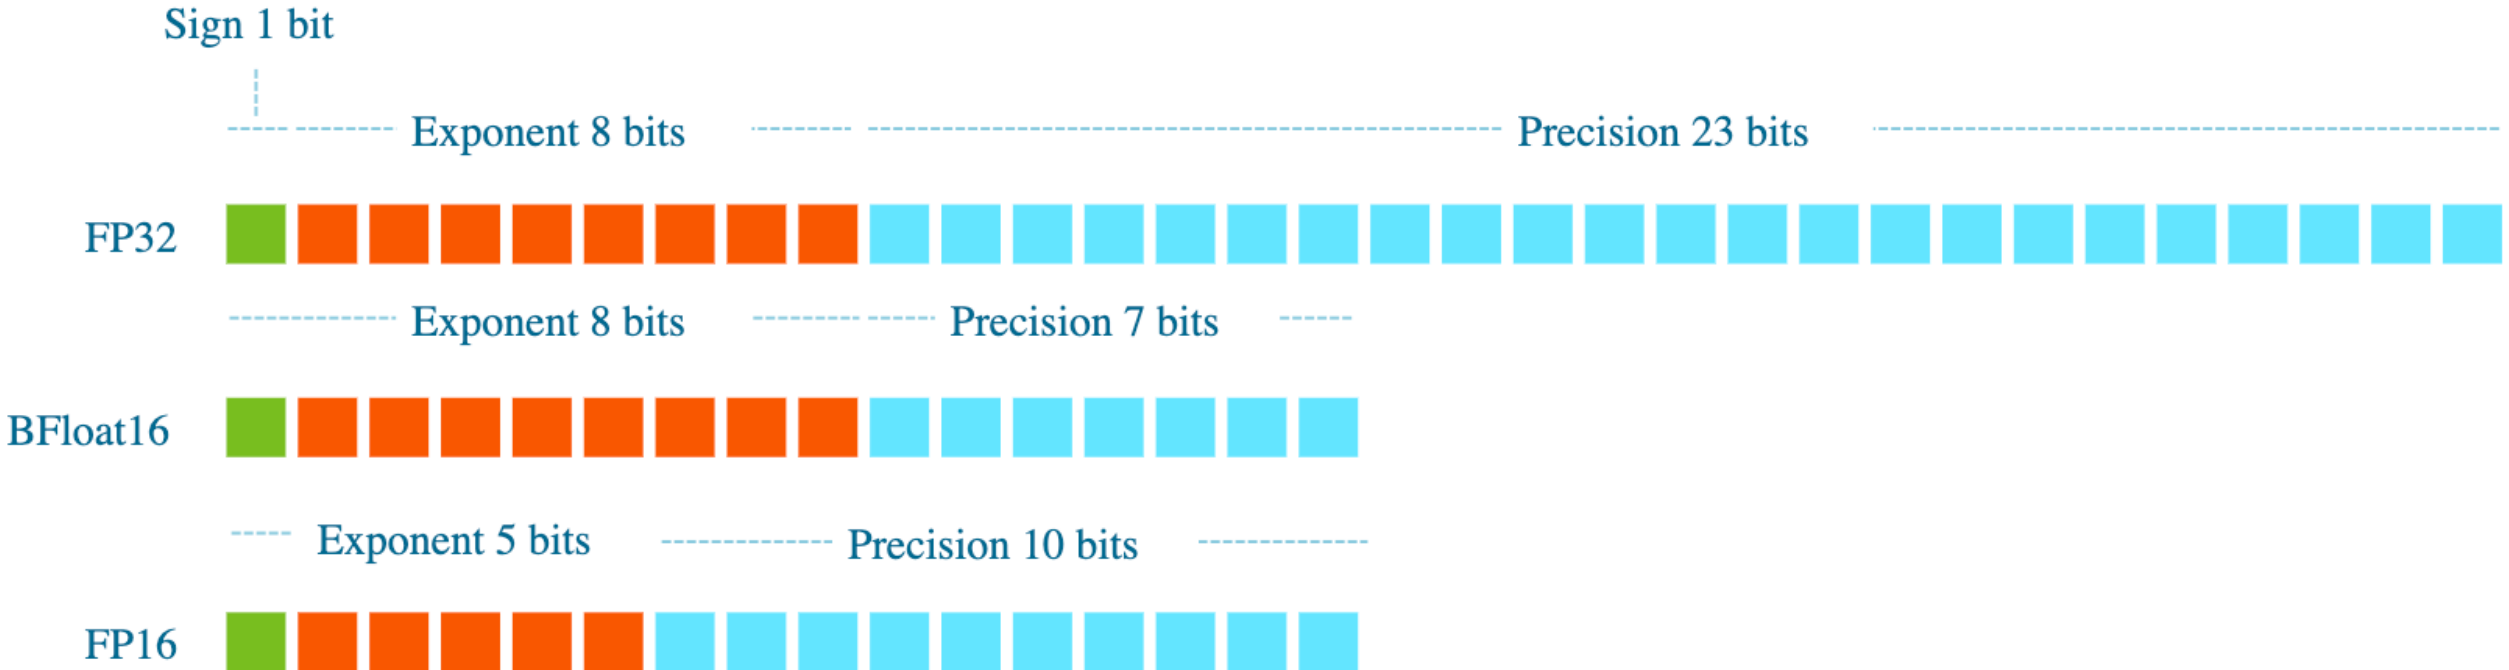 Sign 1 bit
Exponent 8 bits Precision 23 bits
FP32
Exponent 8 bits Precision 7 bits
BFloat16
Exponent 5 bits Precision 10 bits
FP16